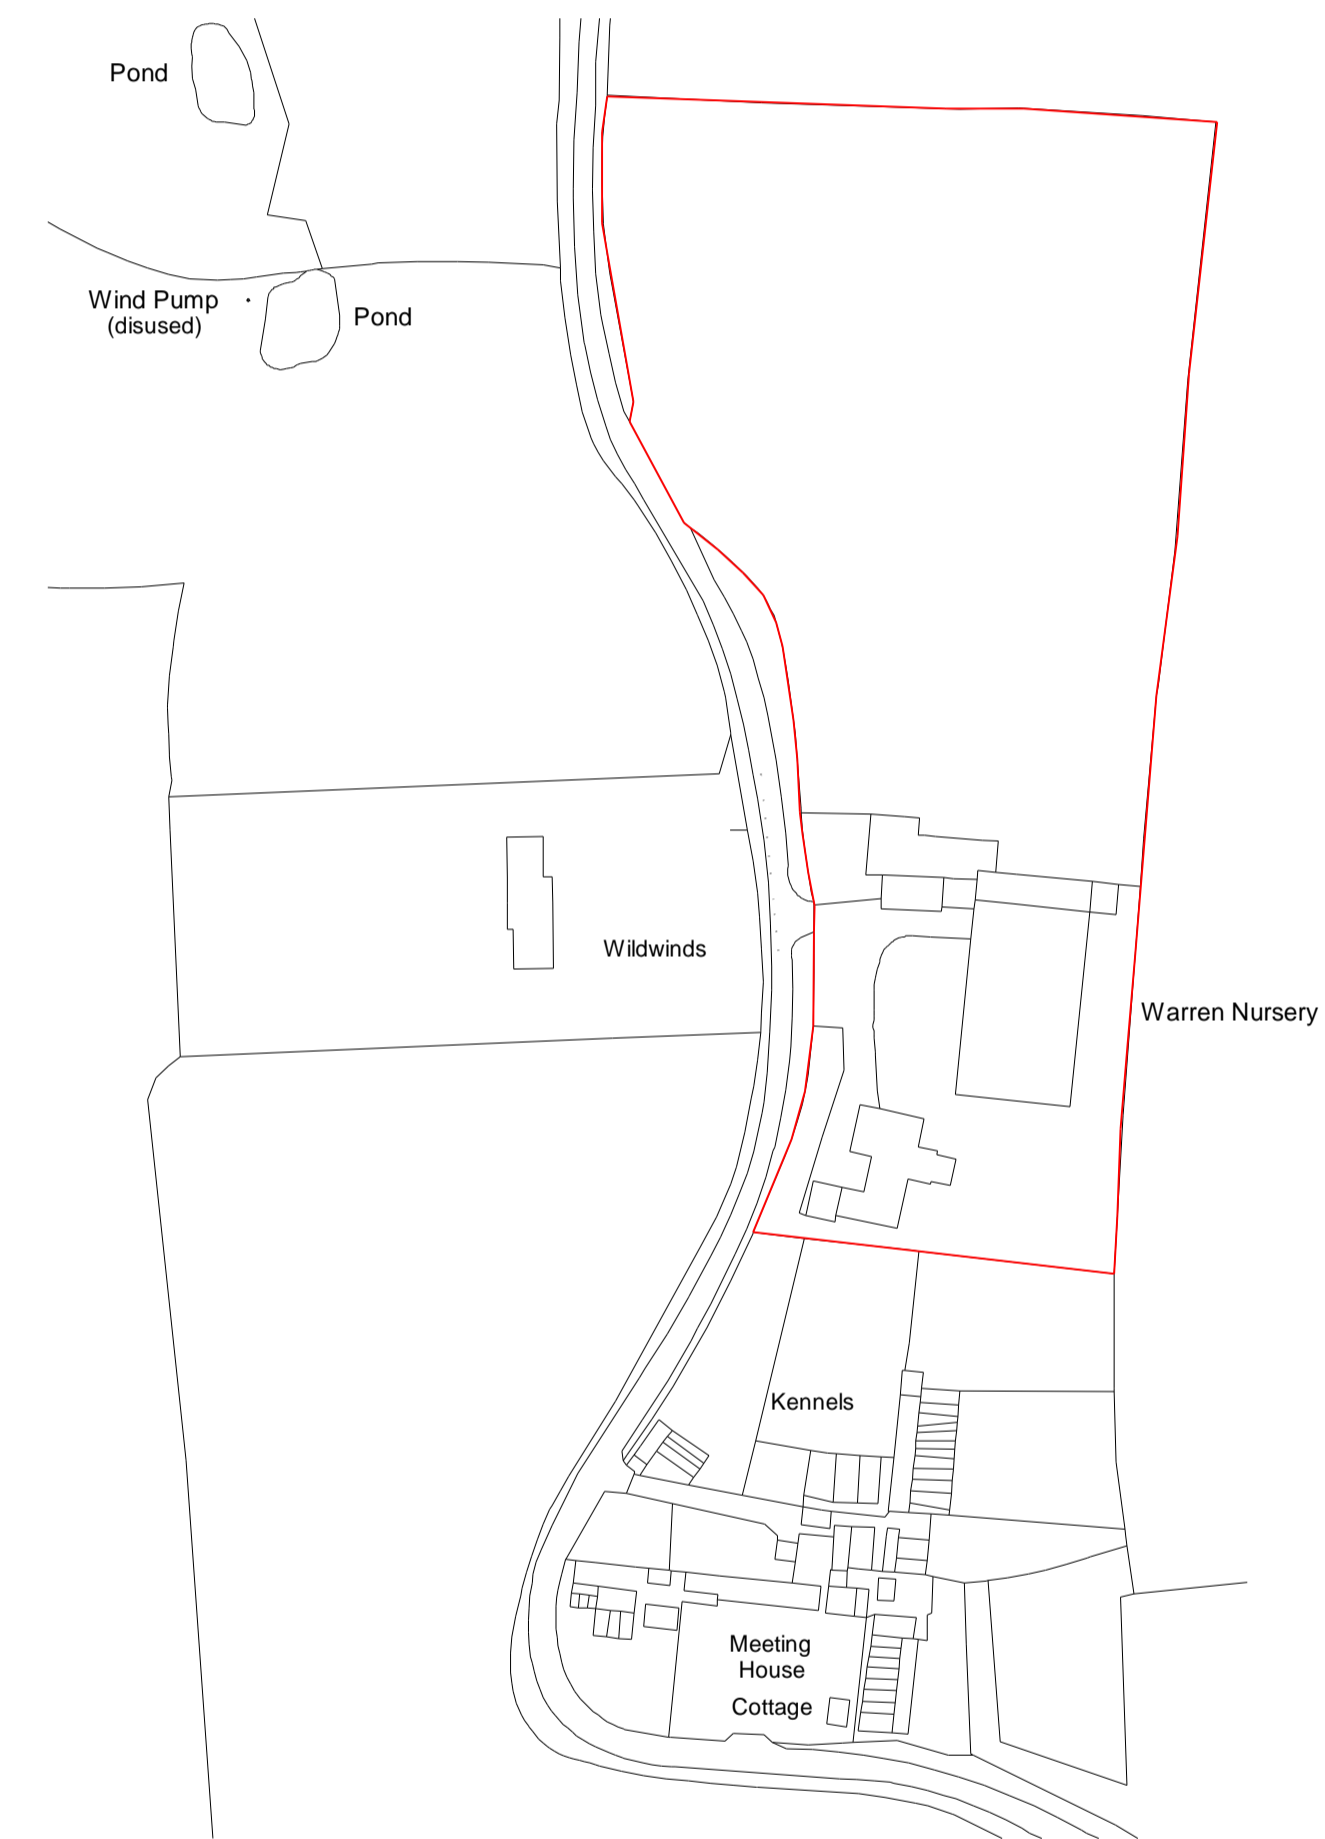 Pond
Wind Pump
(disused)
Pond
Wildwinds
Warren Nursery
Kennels
Meeting
House
Cottage